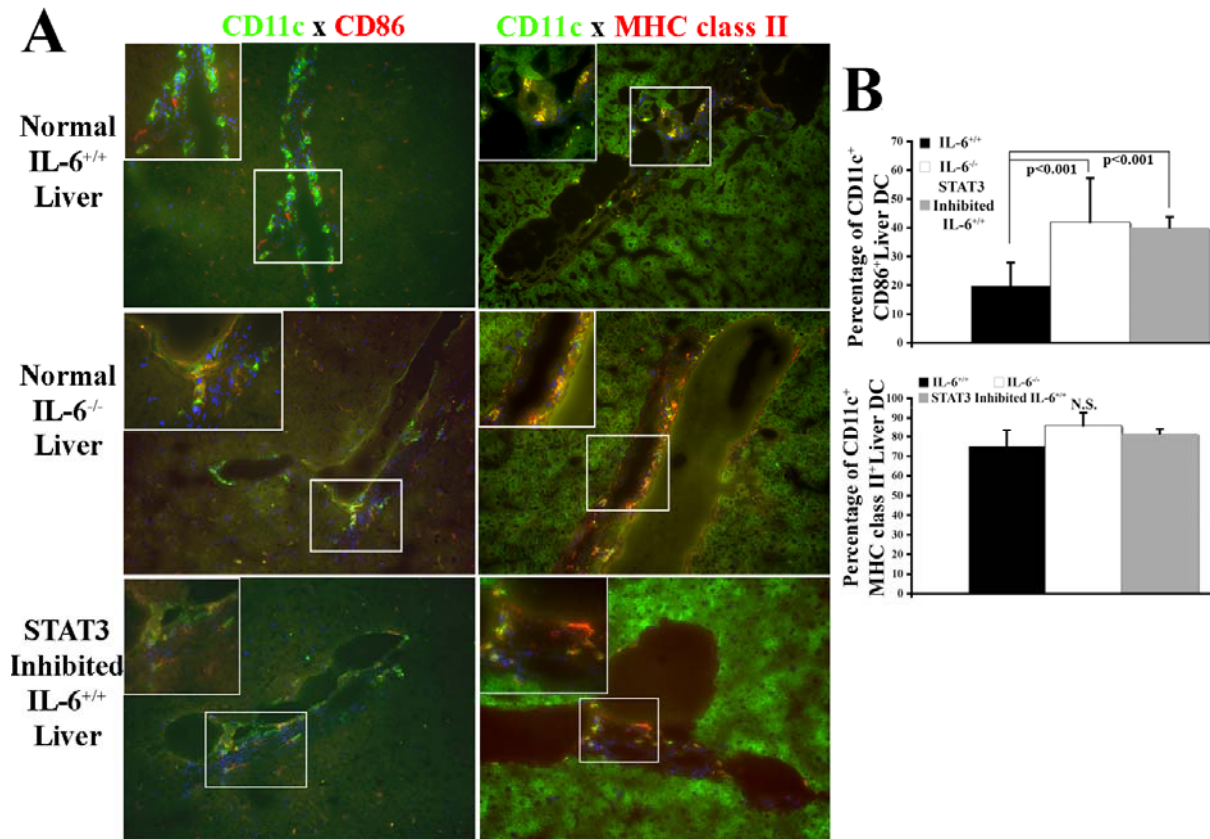 A
CD11c x CD86
CD11c x MHC class II
Normal
IL-6+/+
Liver
Normal
IL-6-/-
Liver
STAT3
Inhibited
IL-6+/+
Liver
B
Percentage of CD11c+
CD86+Liver DC
70
60
50
40
30
20
10
0
IL-6+/+
IL-6-/-
STAT3
Inhibited
IL-6+/+
p<0.001
p<0.001
Percentage of CD11c+
MHC class II+Liver DC
100
90
80
70
60
50
40
30
20
10
0
IL-6+/+
IL-6-/-
STAT3 Inhibited IL-6+/+
N.S.